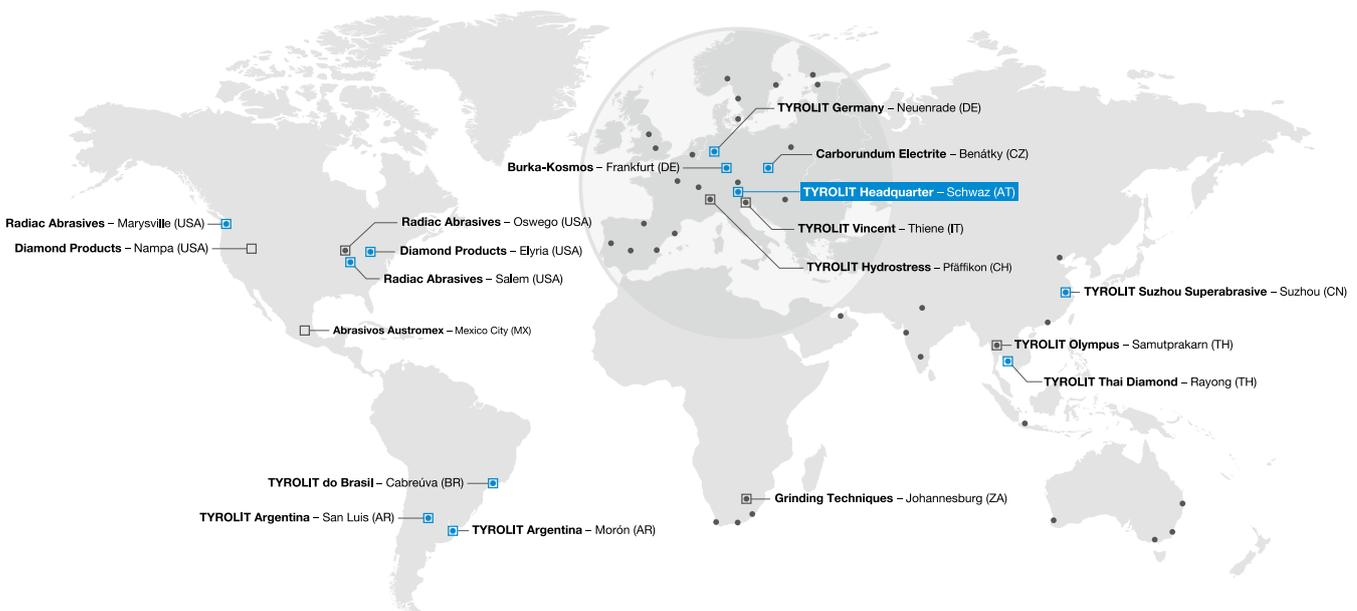 TYROLIT Germany – Neuenrade (DE)
Carborundum Electrite – Benátky (CZ)
Burka-Kosmos – Frankfurt (DE)
TYROLIT Headquarter – Schwaz (AT)
Radiac Abrasives – Marysville (USA)
Radiac Abrasives – Oswego (USA)
TYROLIT Vincent – Thiene (IT)
Diamond Products – Nampa (USA)
Diamond Products – Elyria (USA)
TYROLIT Hydrostress – Pfäffikon (CH)
Radiac Abrasives – Salem (USA)
TYROLIT Suzhou Superabrasive – Suzhou (CN)
Abrasivos Austromex – Mexico City (MX)
TYROLIT Olympus – Samutprakarn (TH)
TYROLIT Thai Diamond – Rayong (TH)
TYROLIT do Brasil – Cabreúva (BR)
Grinding Techniques – Johannesburg (ZA)
TYROLIT Argentina – San Luis (AR)
TYROLIT Argentina – Morón (AR)